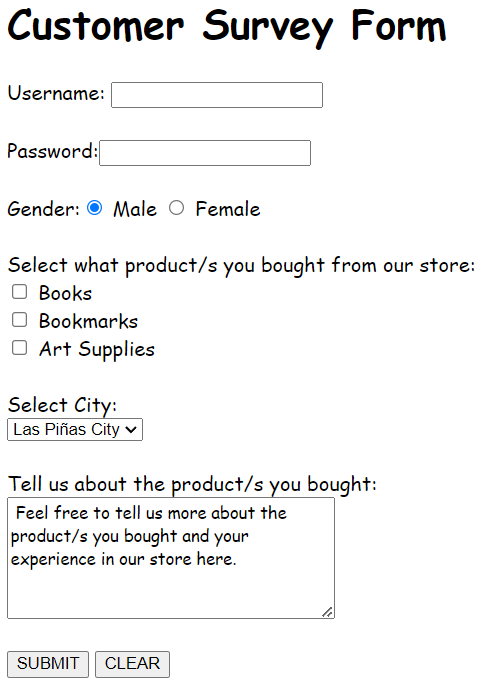 Customer Survey Form
Username:
Password:
Gender: Male Female
Select what product/s you bought from our store:
Books
Bookmarks
Art Supplies
Select City:
Las Piñas City
Tell us about the product/s you bought:
Feel free to tell us more about the
product/s you bought and your
experience in our store here.
SUBMIT CLEAR